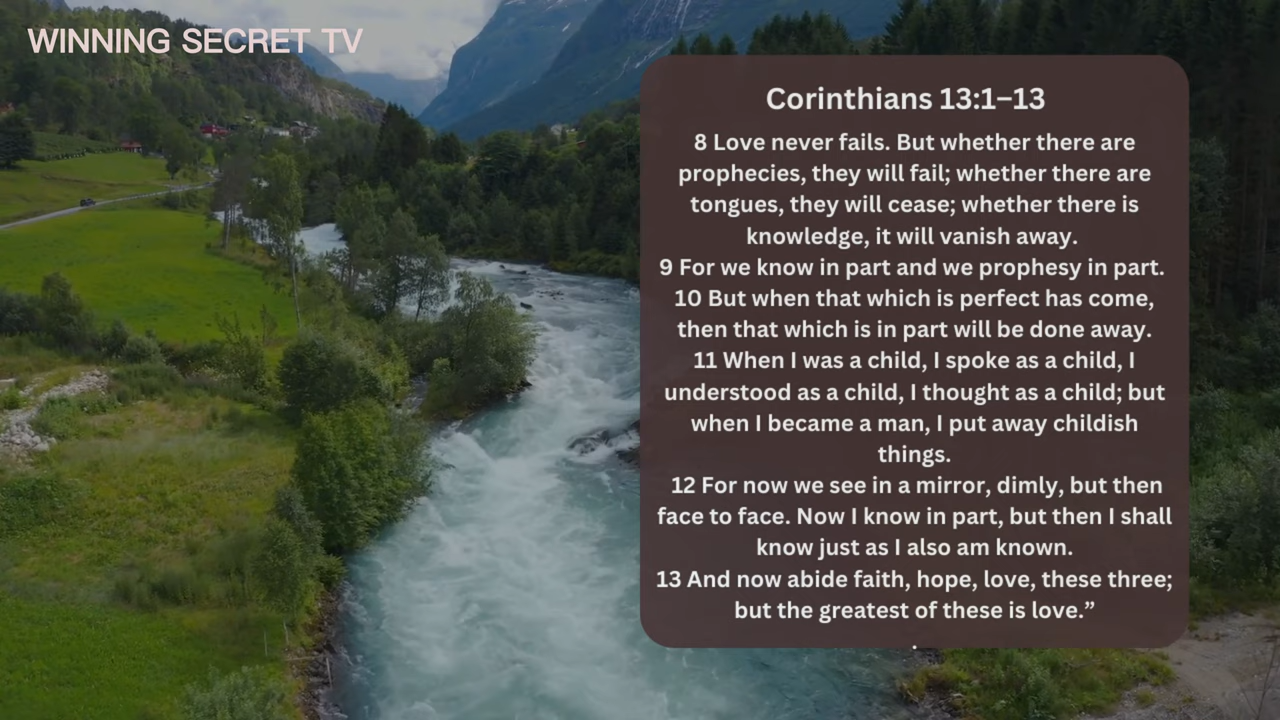 WINNING SECRET TV
Corinthians 13:1–13
8 Love never fails. But whether there are
prophecies, they will fail; whether there are
tongues, they will cease; whether there is
knowledge, it will vanish away.
9 For we know in part and we prophesy in part.
10 But when that which is perfect has come,
then that which is in part will be done away.
11 When I was a child, I spoke as a child, I
understood as a child, I thought as a child; but
when I became a man, I put away childish
things.
12 For now we see in a mirror, dimly, but then
face to face. Now I know in part, but then I shall
know just as I also am known.
13 And now abide faith, hope, love, these three;
but the greatest of these is love.”
.